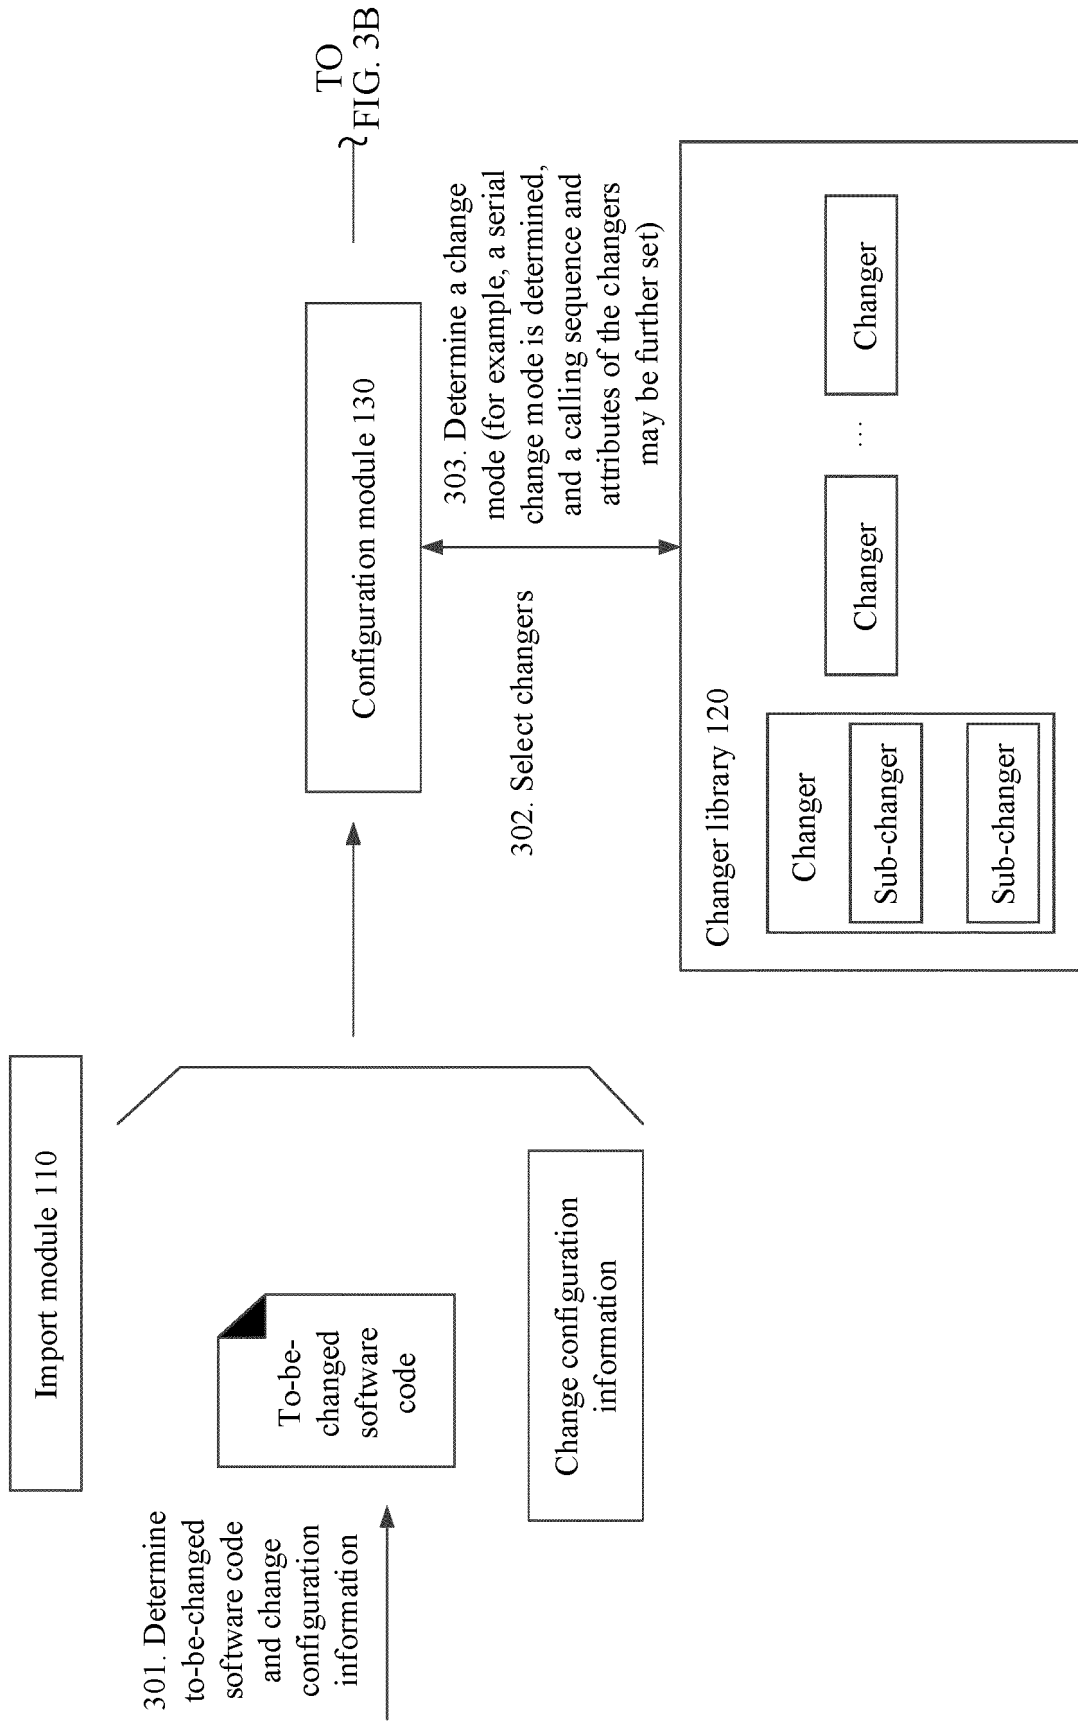 Import module 110
301. Determine
to-be-changed
software code
and change
configuration
information
To-be-
changed
software
code
Change configuration
information
Configuration module 130
TO
FIG. 3B
302. Select changers
303. Determine a change
mode (for example, a serial
change mode is determined,
and a calling sequence and
attributes of the changers
may be further set)
Changer library 120
Changer
Sub-changer
Sub-changer
Changer
...
Changer